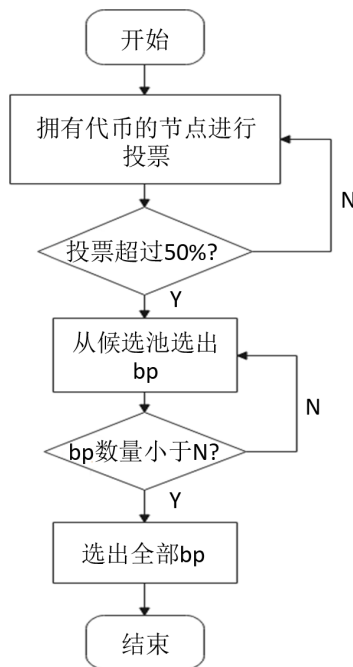 开始
拥有代币的节点进行
投票
N
投票超过50%?
Y
从候选池选出
bp
N
bp数量小于N?
Y
选出全部bp
结束